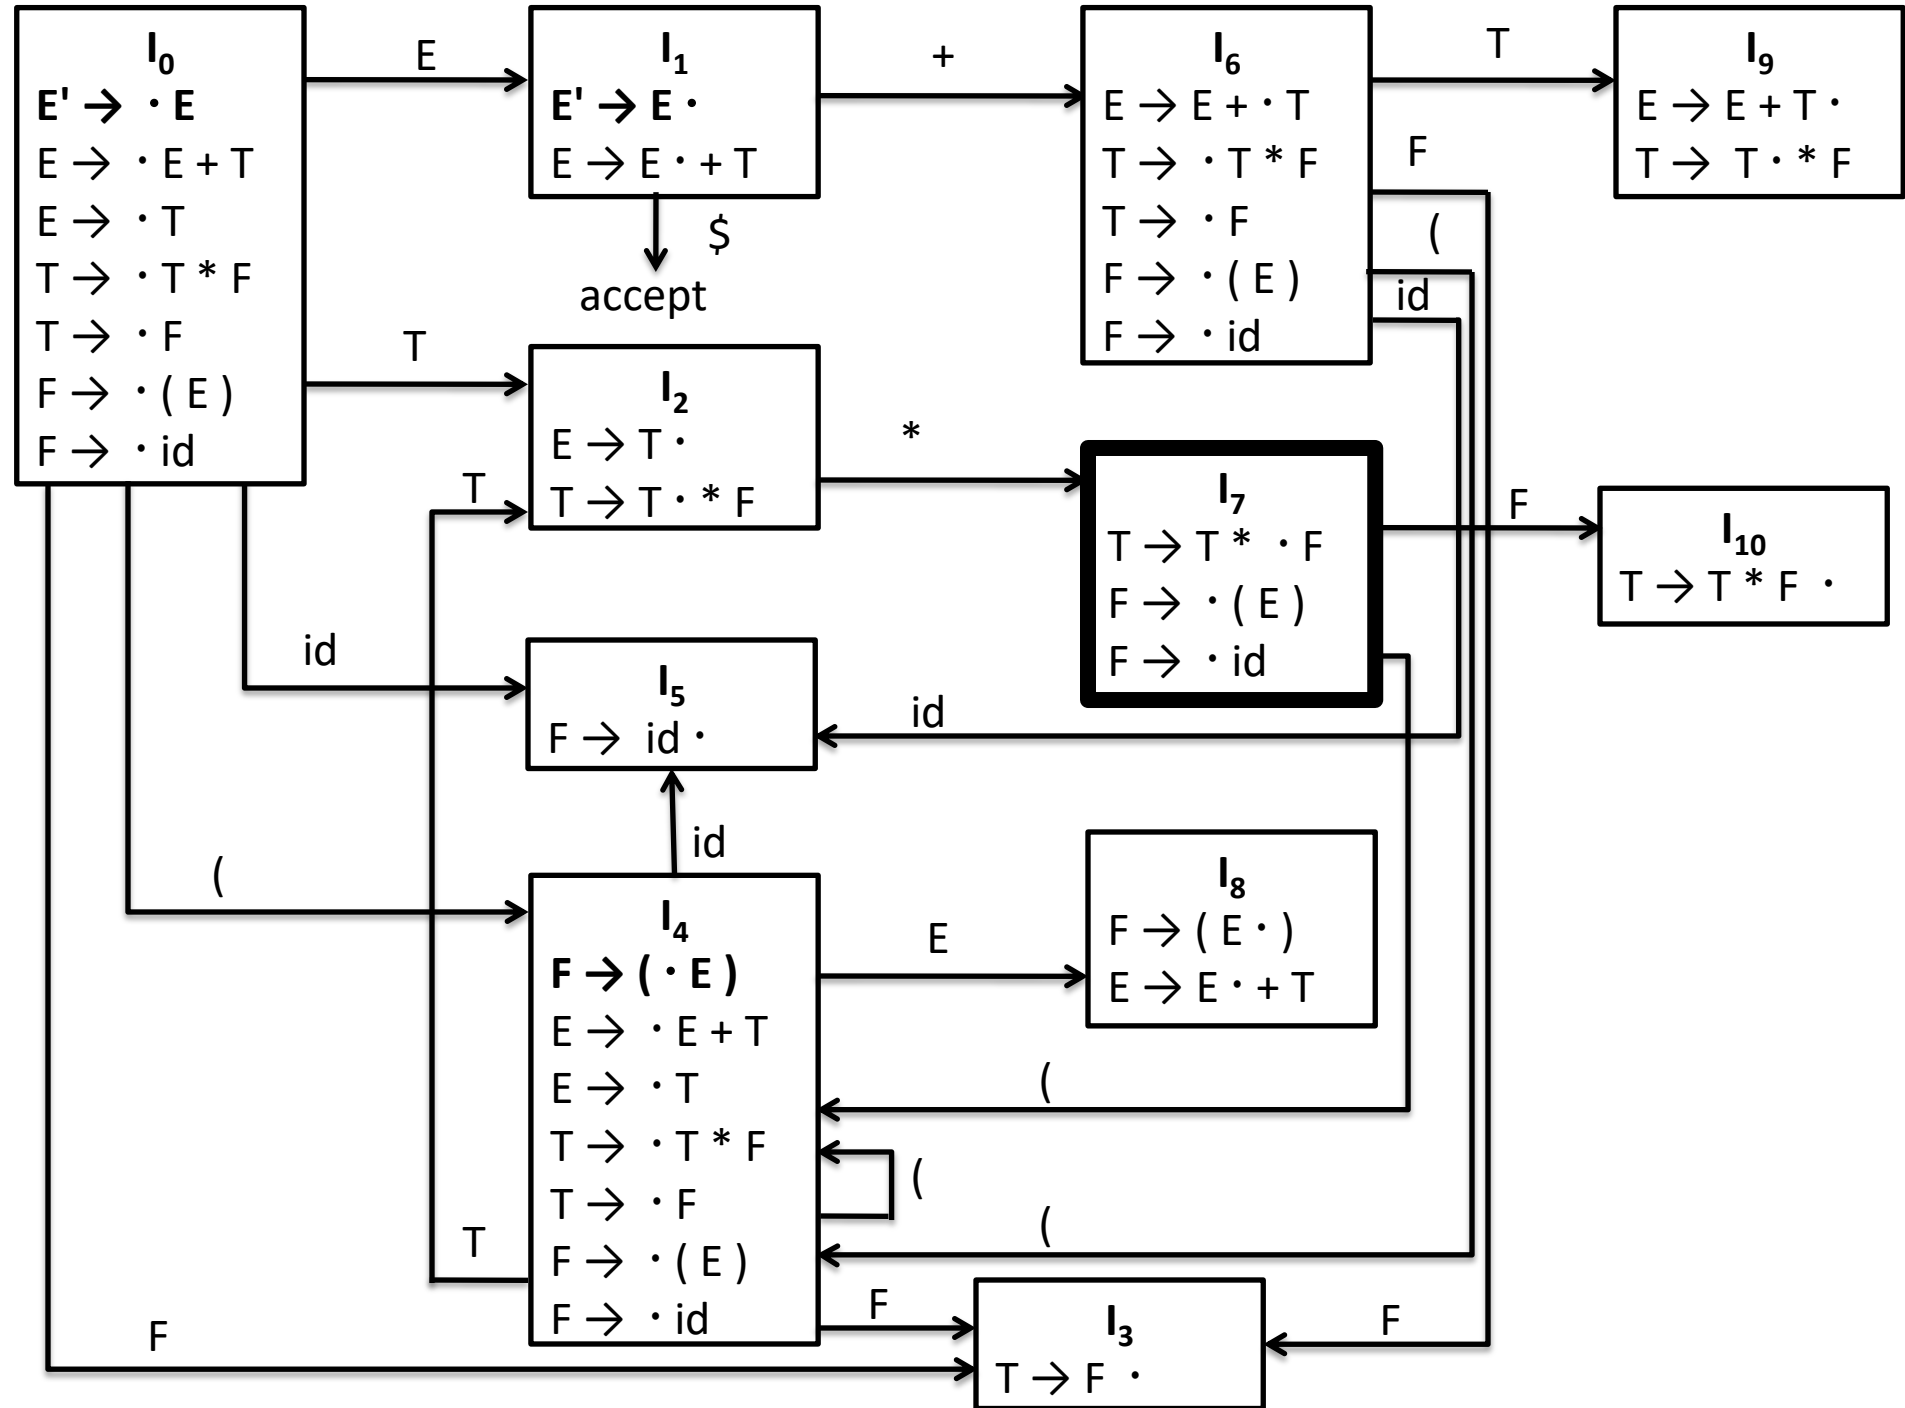 I0
E' → · E
E → · E + T
E → · T
T → · T * F
T → · F
F → · ( E )
F → · id
E
I1
E' → E ·
E → E · + T
$
accept
+
I6
E → E + · T
T → · T * F
T → · F
F → · ( E )
F → · id
T
F
(
id
I9
E → E + T ·
T → T · * F
T
I2
E → T ·
T → T · * F
T
*
I7
T → T * · F
F → · ( E )
F → · id
F
I10
T → T * F ·
id
I5
F → id ·
id
id
(
I4
F → ( · E )
E → · E + T
E → · T
T → · T * F
T → · F
F → · ( E )
F → · id
E
I8
F → ( E · )
E → E · + T
(
(
(
T
F
F
I3
T → F ·
F